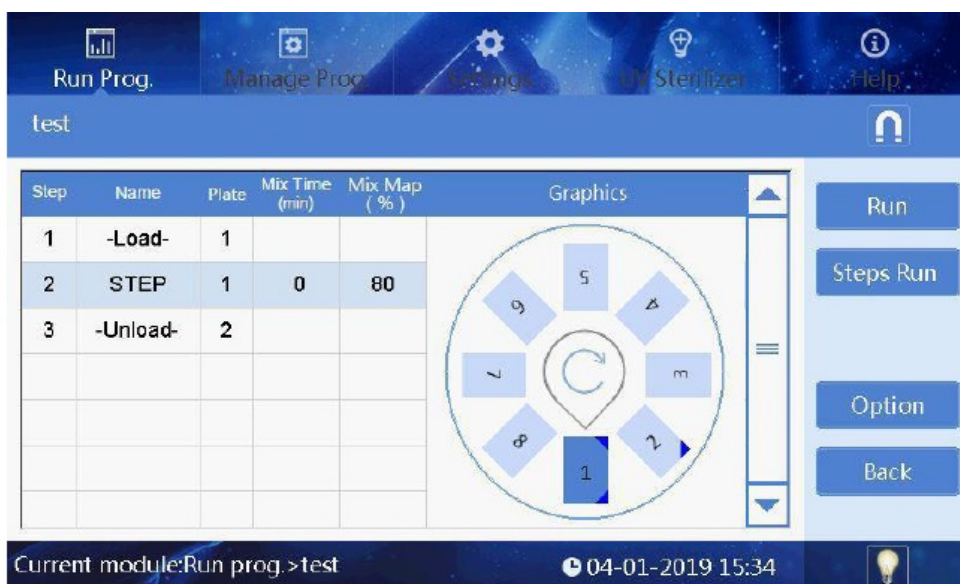 Run Prog. Manage Prog. Settings UV Sterilizer Help
test
Step Name Plate Mix Time (min) Mix Map ( % ) Graphics
1 -Load- 1
2 STEP 1 0 80
3 -Unload- 2
5
6 4
7 3
8 2
1
Run
Steps Run
Option
Back
Current module:Run prog.>test 04-01-2019 15:34